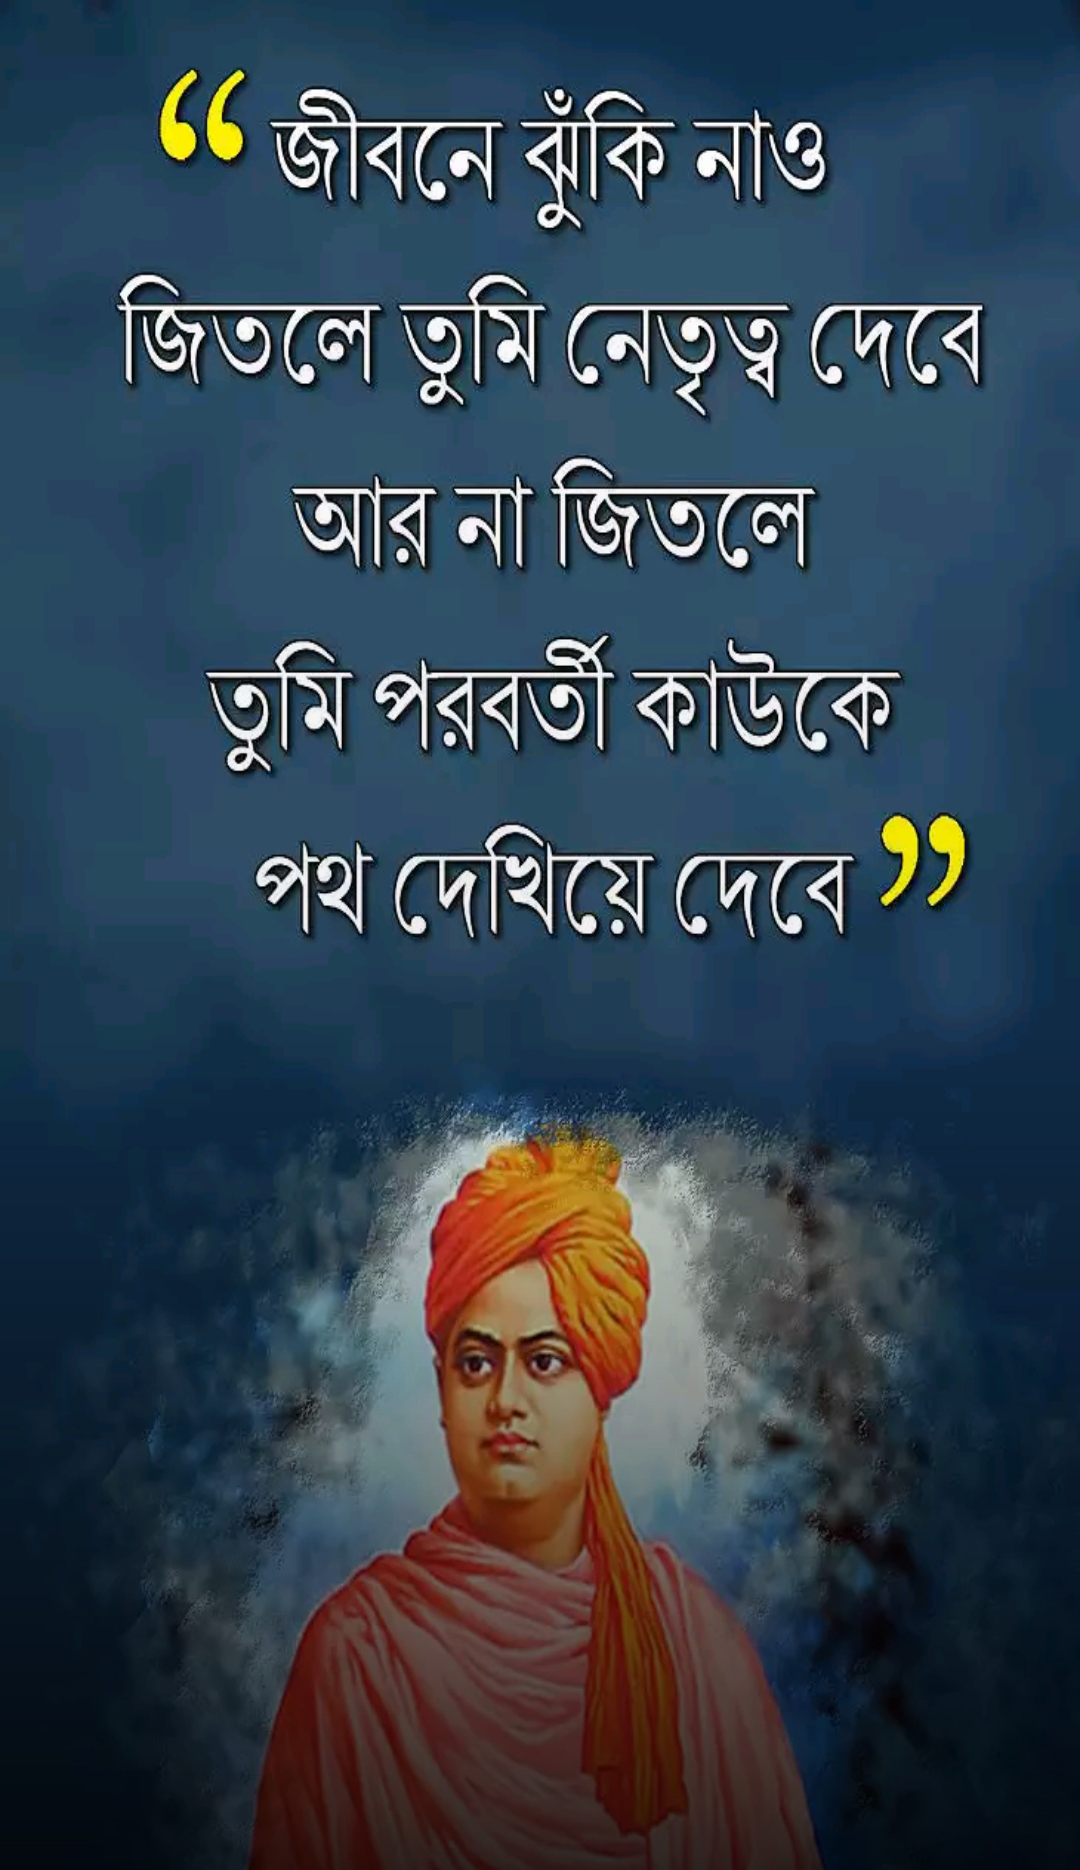 “ জীবনে ঝুঁকি নাও
জিতলে তুমি নেতৃত্ব দেবে
আর না জিতলে
তুমি পরবর্তী কাউকে
পথ দেখিয়ে দেবে ”